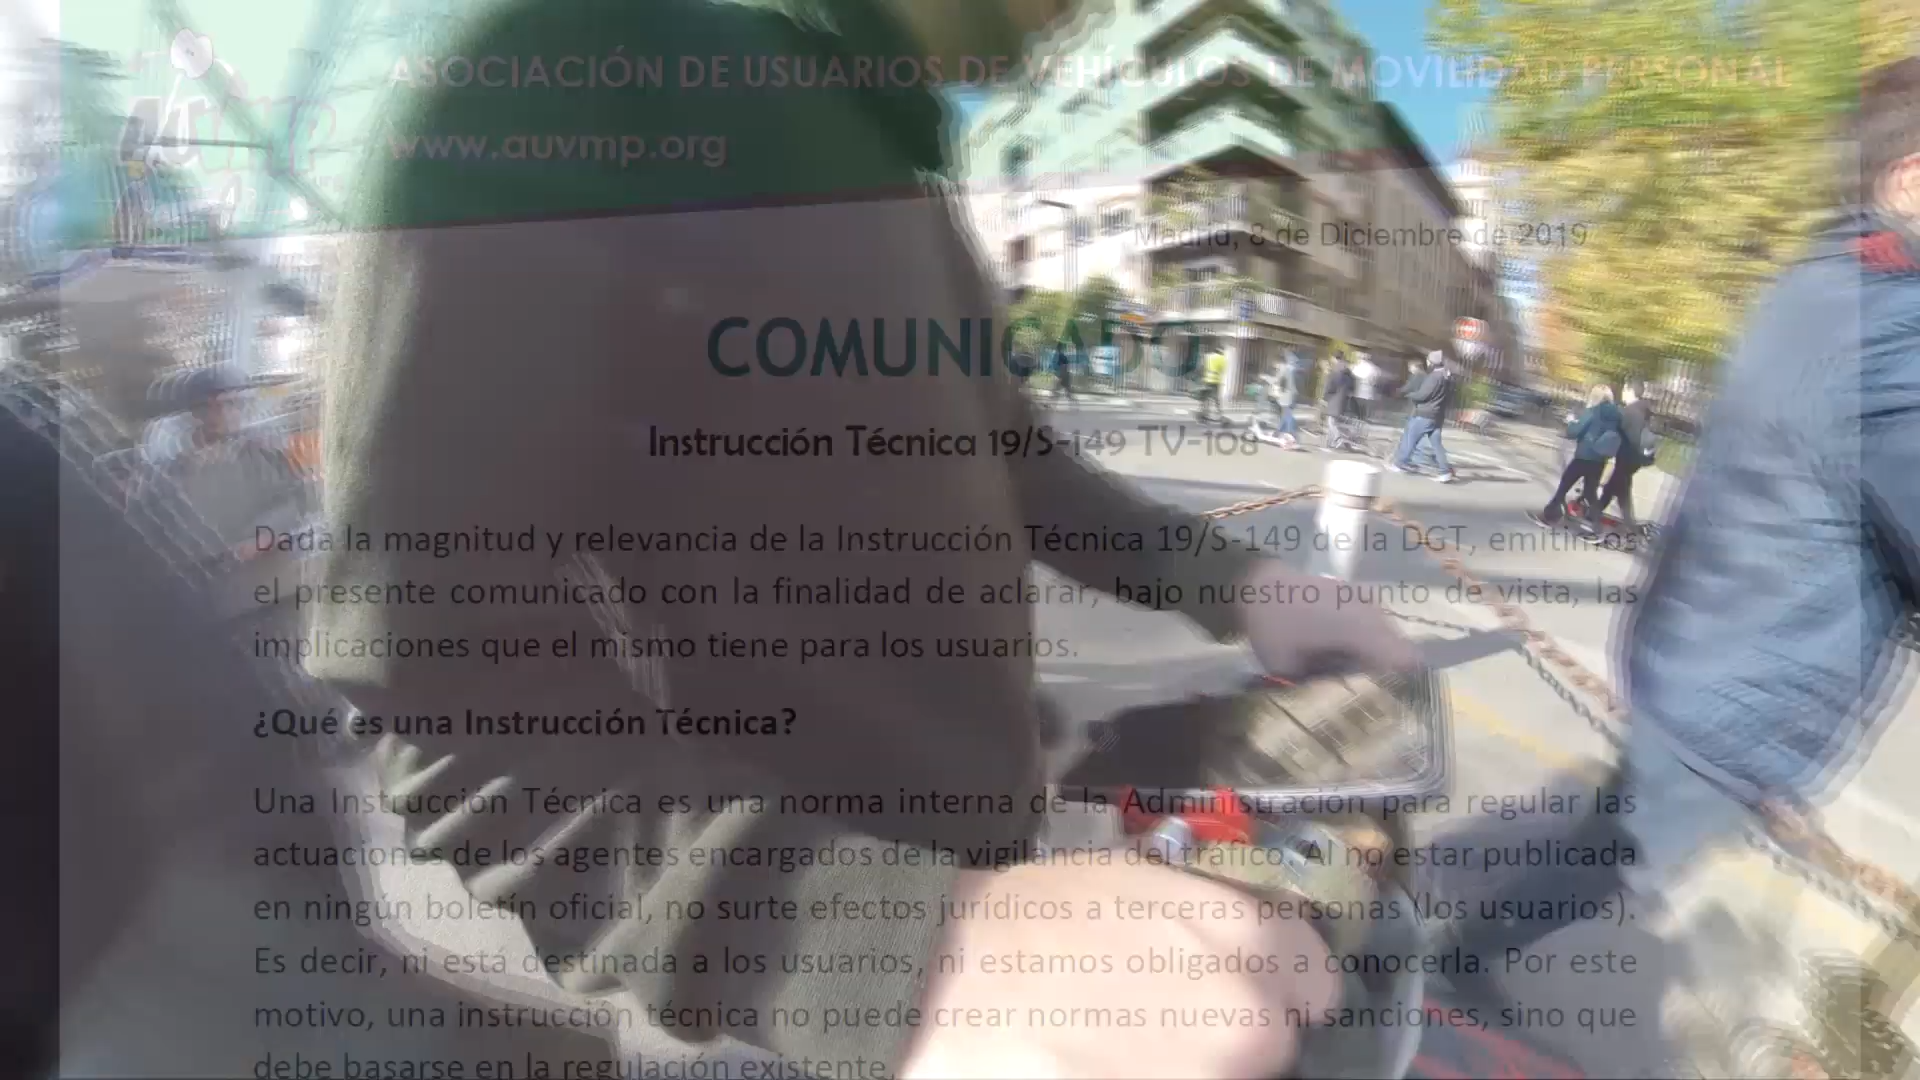 ASOCIACIÓN DE USUARIOS DE VEHÍCULOS DE MOVILIDAD PERSONAL
auvmp
www.auvmp.org
Madrid, 8 de Diciembre de 2019
COMUNICADO
Instrucción Técnica 19/S-149 TV-108
Dada la magnitud y relevancia de la Instrucción Técnica 19/S-149 de la DGT, emitimos
el presente comunicado con la finalidad de aclarar, bajo nuestro punto de vista, las
implicaciones que el mismo tiene para los usuarios.
¿Qué es una Instrucción Técnica?
Una Instrucción Técnica es una norma interna de la Administración para regular las
actuaciones de los agentes encargados de la vigilancia del tráfico. Al no estar publicada
en ningún boletín oficial, no surte efectos jurídicos a terceras personas (los usuarios).
Es decir, ni está destinada a los usuarios, ni estamos obligados a conocerla. Por este
motivo, una instrucción técnica no puede crear normas nuevas ni sanciones, sino que
debe basarse en la regulación existente.